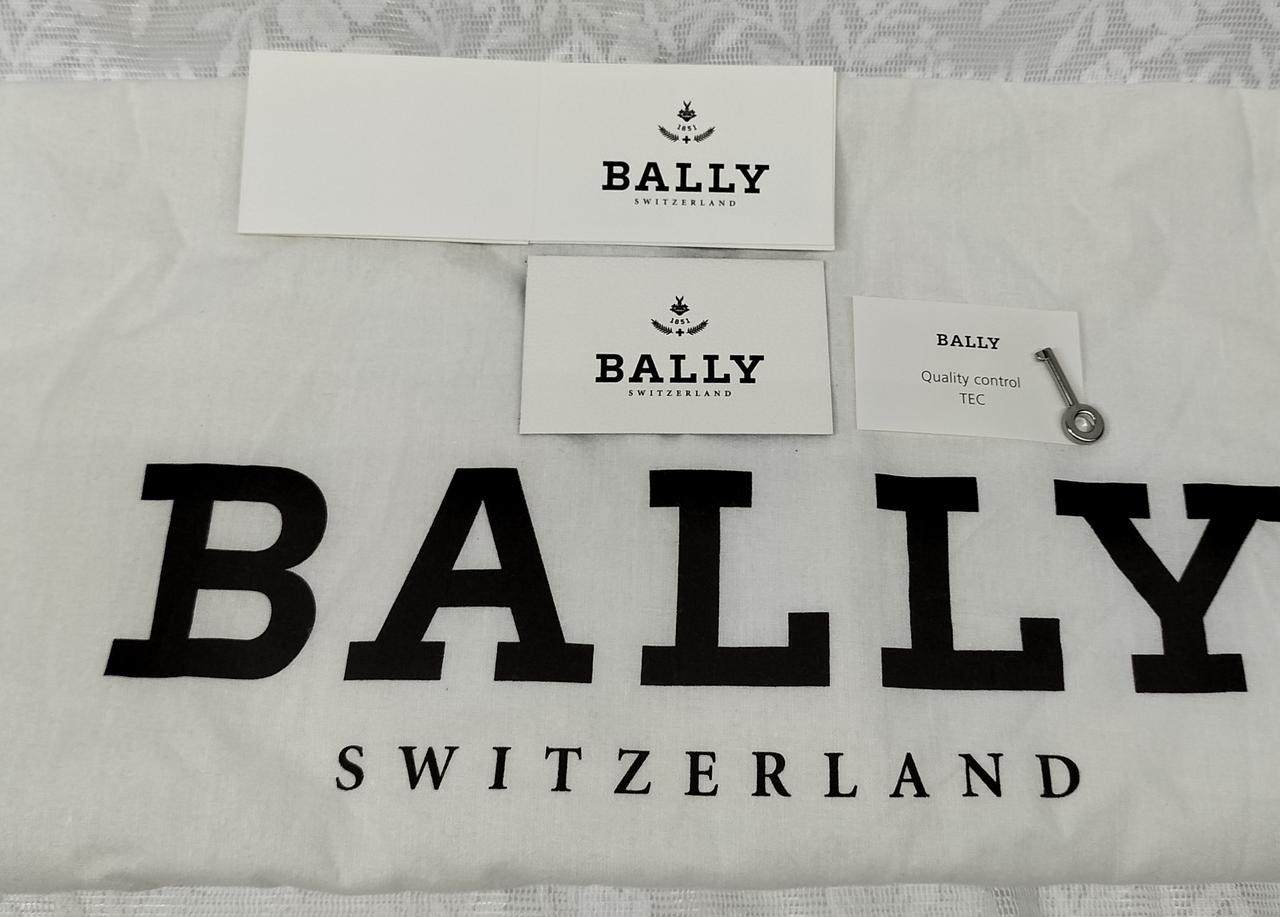 1851
BALLY
SWITZERLAND
1851
BALLY
SWITZERLAND
BALLY
Quality control
TEC
BALLY
SWITZERLAND